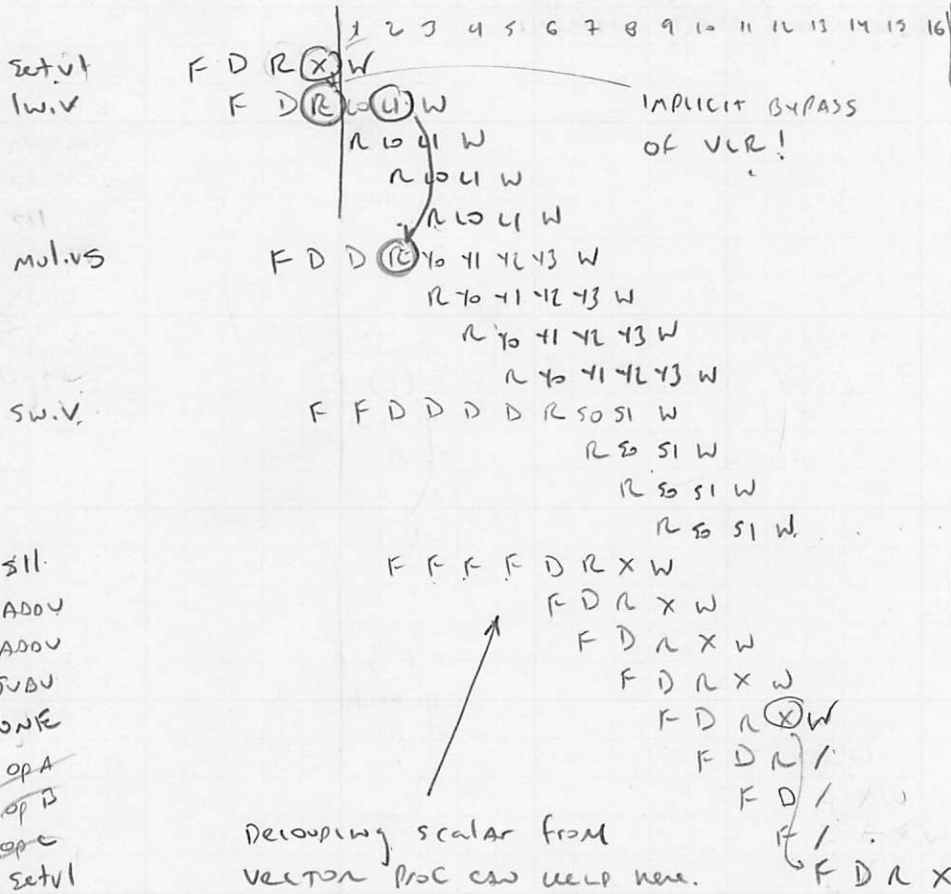 1 2 3 4 5 6 7 8 9 10 11 12 13 14 15 16
Setvl F D R X W
lw.v F D R L0 L1 W IMPLICIT BYPASS
R L0 L1 W OF VLR!
R L0 L1 W
R L0 L1 W
mul.vs F D D R Y0 Y1 Y2 Y3 W
R Y0 Y1 Y2 Y3 W
R Y0 Y1 Y2 Y3 W
R Y0 Y1 Y2 Y3 W
sw.v F F D D D D R S0 S1 W
R S0 S1 W
R S0 S1 W
R S0 S1 W
sll F F F F D R X W
ADDU F D R X W
ADDU F D R X W
SUBU F D R X W
BNE F D R X W
opA F D R /
op B F D /
opC F /
Setvl Decoupling scalar from F D R X
VECTOR PROC CAN HELP HERE.